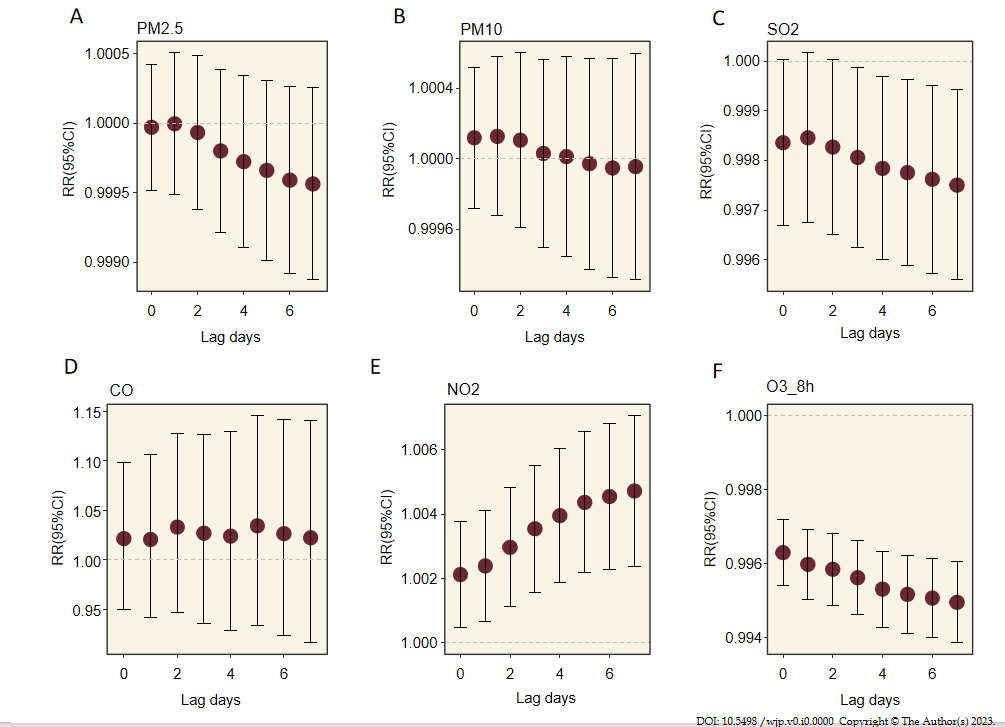 A
PM2.5
1.0005
1.0000
0.9995
0.9990
RR(95%CI)
0 2 4 6
Lag days
B
PM10
1.0004
1.0000
0.9996
RR(95%CI)
0 2 4 6
Lag days
C
SO2
1.000
0.999
0.998
0.997
0.996
RR(95%CI)
0 2 4 6
Lag days
D
CO
1.15
1.10
1.05
1.00
0.95
RR(95%CI)
0 2 4 6
Lag days
E
NO2
1.006
1.004
1.002
1.000
RR(95%CI)
0 2 4 6
Lag days
F
O3_8h
1.000
0.998
0.996
0.994
RR(95%CI)
0 2 4 6
Lag days
DOI: 10.5498 /wjp.v0.i0.0000 Copyright © The Author(s) 2023.